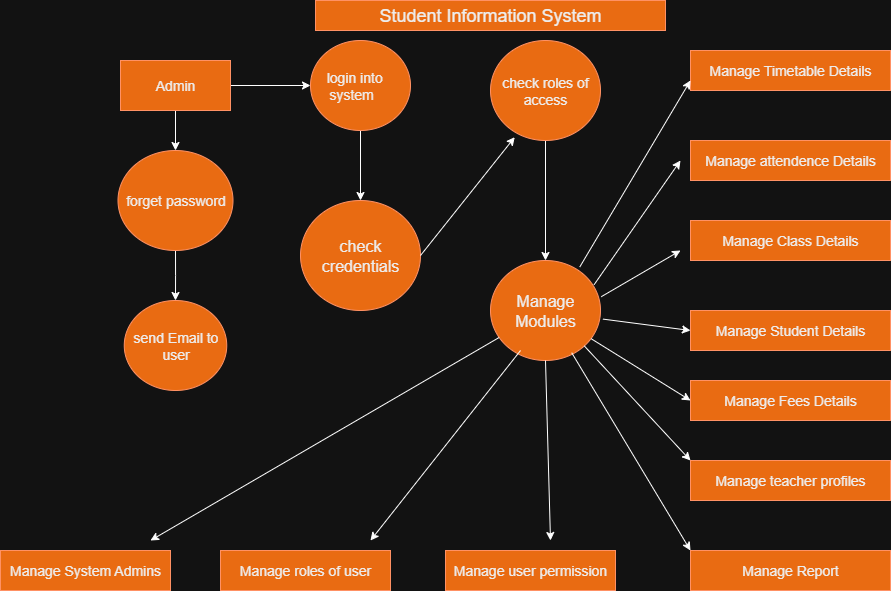 Student Information System
Admin
login into
system
check roles of
access
Manage Timetable Details
Manage attendence Details
forget password
check
credentials
Manage Class Details
Manage
Modules
send Email to
user
Manage Student Details
Manage Fees Details
Manage teacher profiles
Manage System Admins
Manage roles of user
Manage user permission
Manage Report